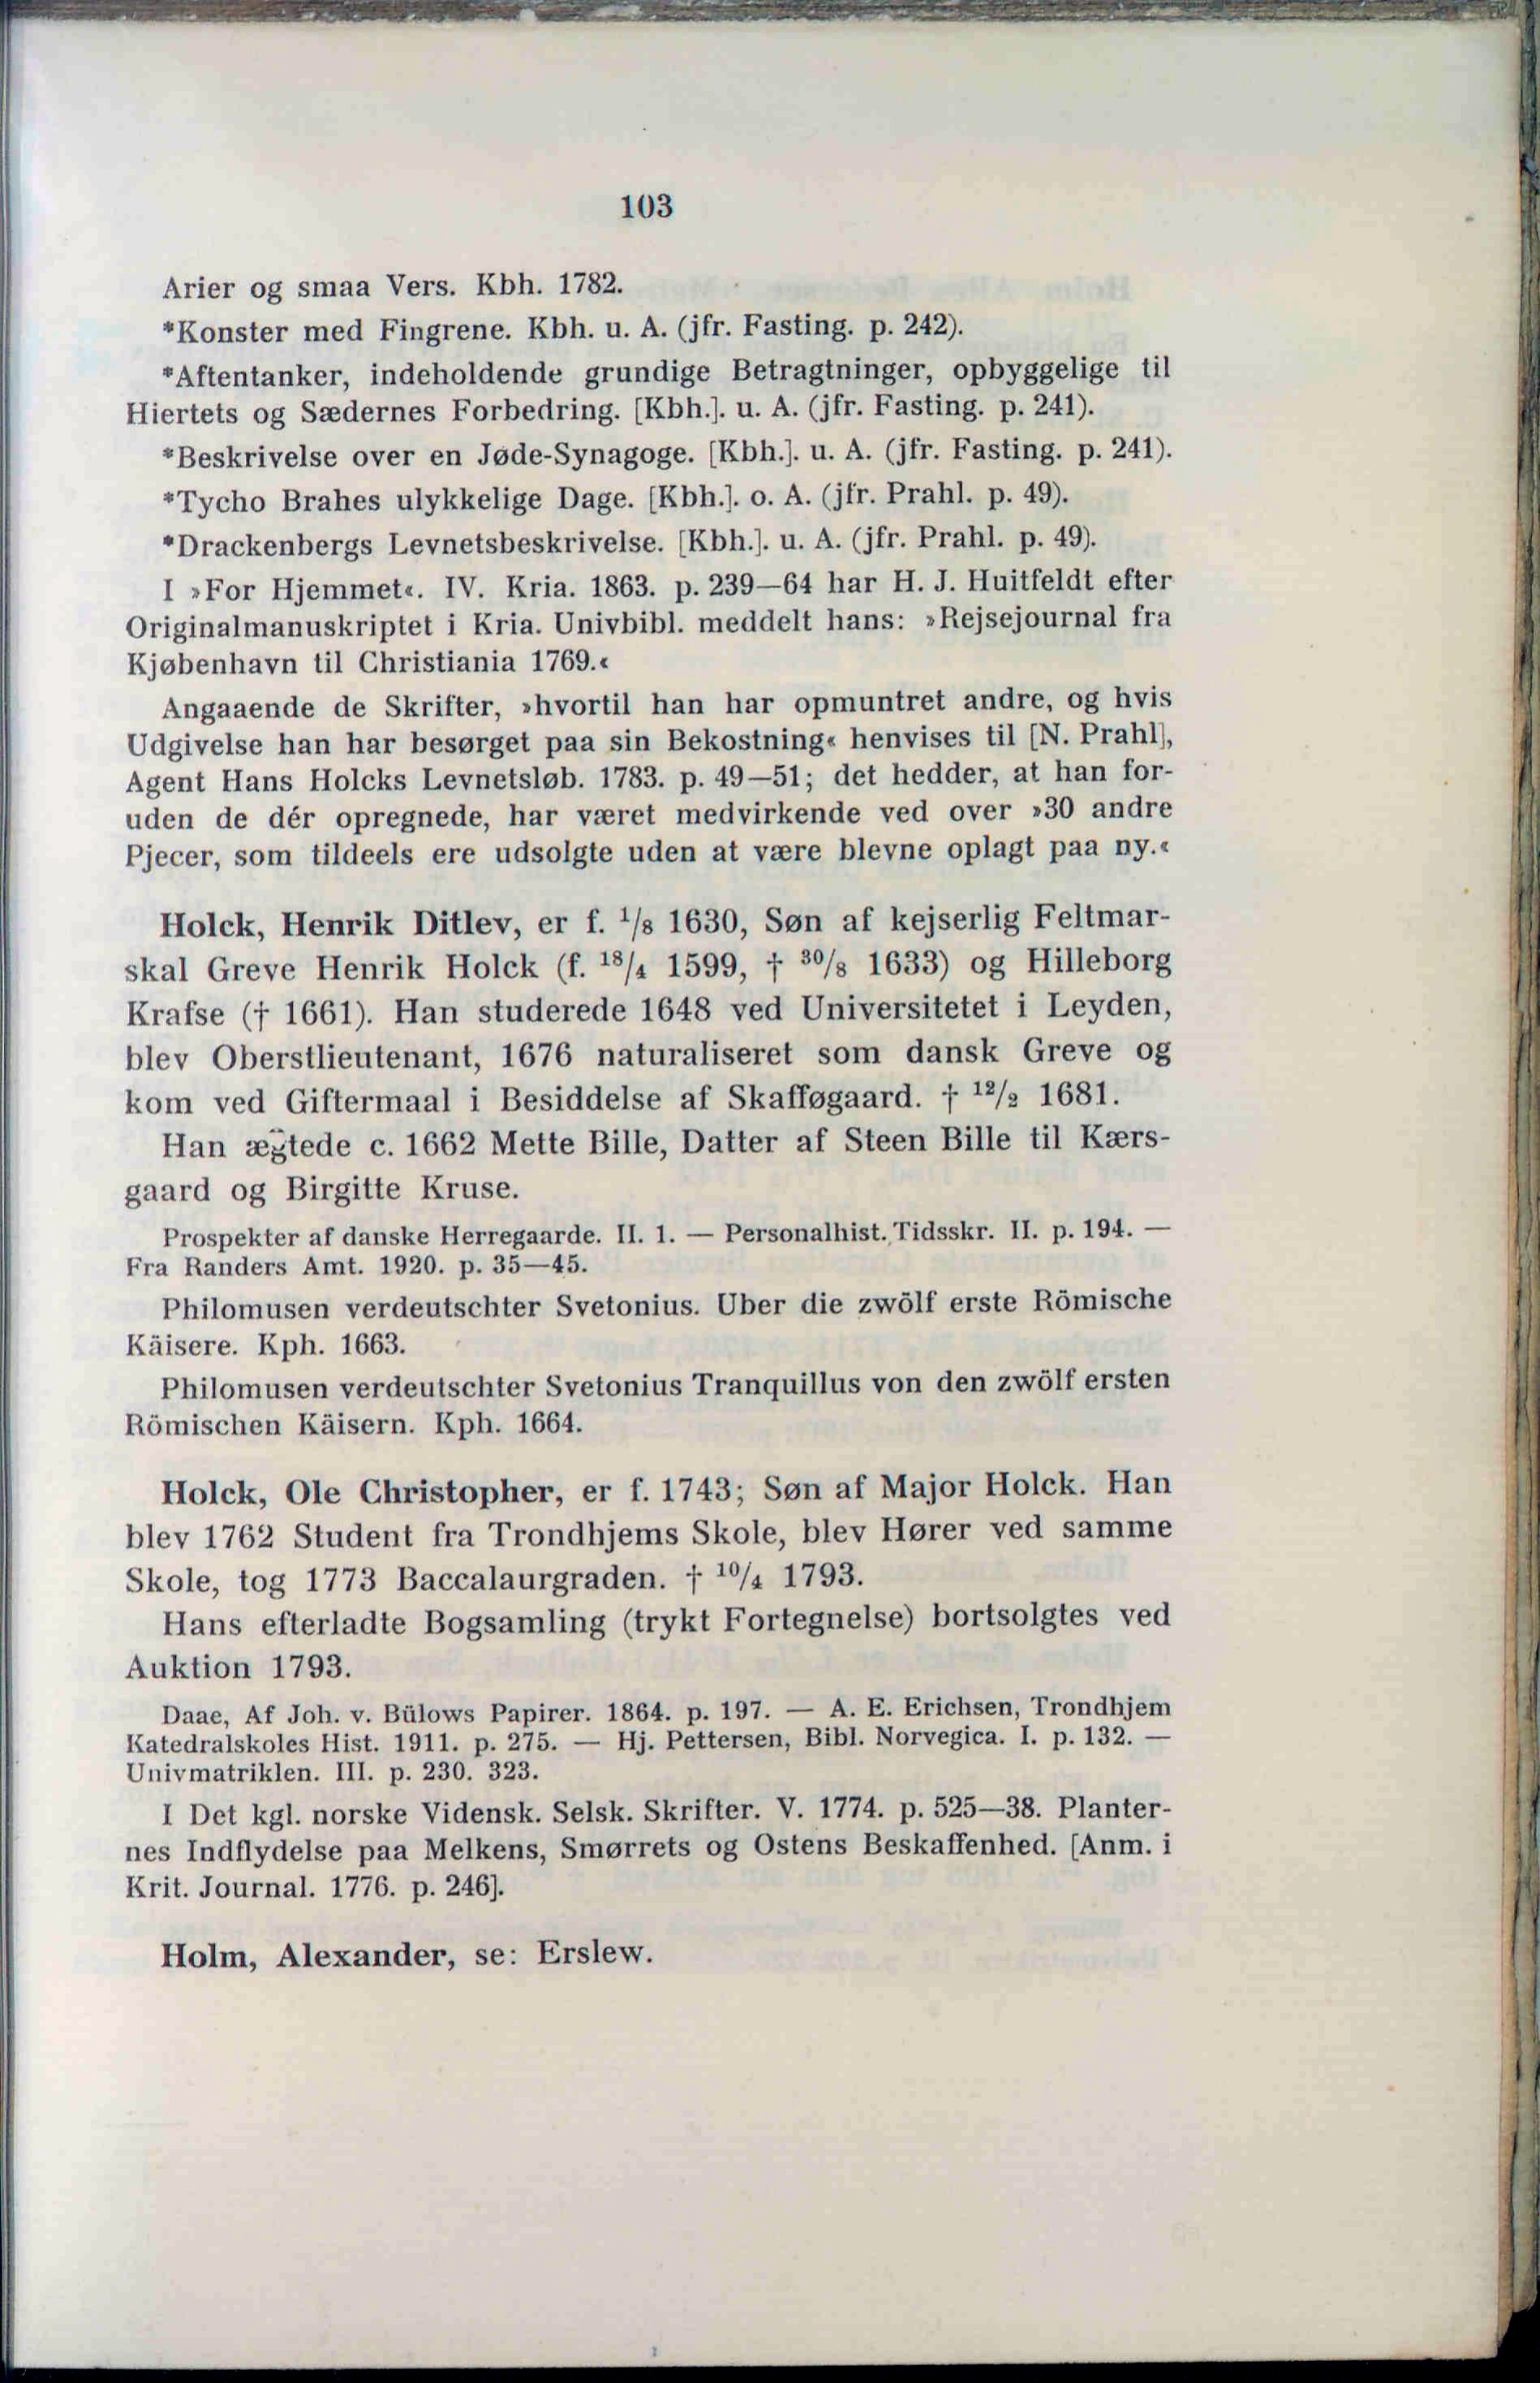 103
Arier og smaa Vers. Kbh. 1782.
*Konster med Fingrene. Kbh. u. A. (jfr. Fasting. p. 242).
*Aftentanker, indeholdende grundige Betragtninger, opbyggelige til
Hiertets og Sædernes Forbedring. [Kbh.]. u. A. (jfr. Fasting. p. 241).
*Beskrivelse over en Jøde-Synagoge. [Kbh.]. u. A. (jfr. Fasting. p. 241).
*Tycho Brahes ulykkelige Dage. [Kbh.]. o. A. (jfr. Prahl. p. 49).
*Drackenbergs Levnetsbeskrivelse. [Kbh.]. u. A. (jfr. Prahl. p. 49).
I »For Hjemmet«. IV. Kria. 1863. p. 239—64 har H. J. Huitfeldt efter
Originalmanuskriptet i Kria. Univbibl. meddelt hans: »Rejsejournal fra
Kjøbenhavn til Christiania 1769.«
Angaaende de Skrifter, »hvortil han har opmuntret andre, og hvis
Udgivelse han har besørget paa sin Bekostning« henvises til [N. Prahl],
Agent Hans Holcks Levnetsløb. 1783. p. 49—51; det hedder, at han for-
uden de dér opregnede, har været medvirkende ved over »30 andre
Pjecer, som tildeels ere udsolgte uden at være blevne oplagt paa ny.«
Holck, Henrik Ditlev, er f. ¹/₈ 1630, Søn af kejserlig Feltmar-
skal Greve Henrik Holck (f. ¹⁸/₄ 1599, † ³⁰/₈ 1633) og Hilleborg
Krafse († 1661). Han studerede 1648 ved Universitetet i Leyden,
blev Oberstlieutenant, 1676 naturaliseret som dansk Greve og
kom ved Giftermaal i Besiddelse af Skafføgaard. † ¹²/₂ 1681.
Han ægtede c. 1662 Mette Bille, Datter af Steen Bille til Kærs-
gaard og Birgitte Kruse.
Prospekter af danske Herregaarde. II. 1. — Personalhist. Tidsskr. II. p. 194. —
Fra Randers Amt. 1920. p. 35—45.
Philomusen verdeutschter Svetonius. Uber die zwölf erste Römische
Käisere. Kph. 1663.
Philomusen verdeutschter Svetonius Tranquillus von den zwölf ersten
Römischen Käisern. Kph. 1664.
Holck, Ole Christopher, er f. 1743; Søn af Major Holck. Han
blev 1762 Student fra Trondhjems Skole, blev Hører ved samme
Skole, tog 1773 Baccalaurgraden. † ¹⁰/₄ 1793.
Hans efterladte Bogsamling (trykt Fortegnelse) bortsolgtes ved
Auktion 1793.
Daae, Af Joh. v. Bülows Papirer. 1864. p. 197. — A. E. Erichsen, Trondhjem
Katedralskoles Hist. 1911. p. 275. — Hj. Pettersen, Bibl. Norvegica. I. p. 132. —
Univmatriklen. III. p. 230. 323.
I Det kgl. norske Vidensk. Selsk. Skrifter. V. 1774. p. 525—38. Planter-
nes Indflydelse paa Melkens, Smørrets og Ostens Beskaffenhed. [Anm. i
Krit. Journal. 1776. p. 246].
Holm, Alexander, se: Erslew.